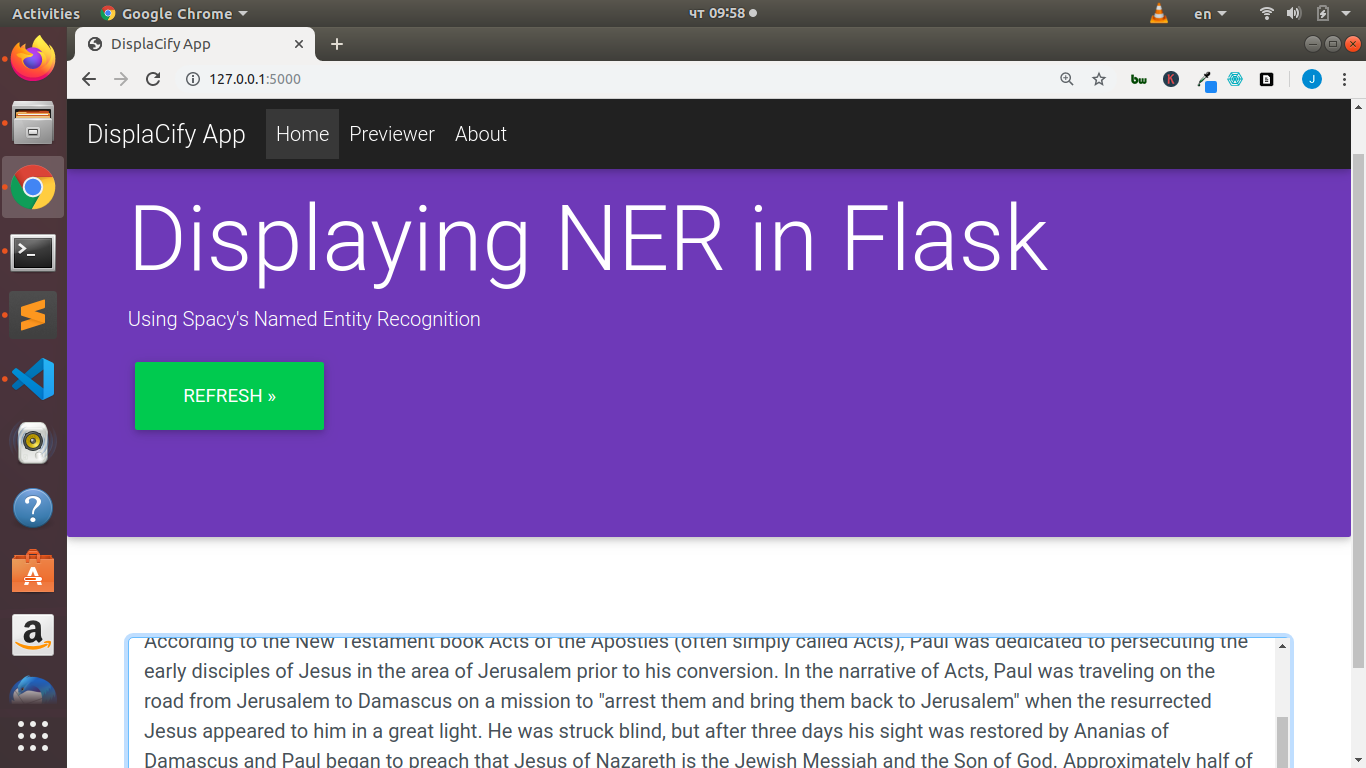 Activities Google Chrome чт 09:58 en
DisplaCify App
127.0.0.1:5000 bw K J
DisplaCify App Home Previewer About
Displaying NER in Flask
Using Spacy's Named Entity Recognition
REFRESH »
According to the New Testament book Acts of the Apostles (often simply called Acts), Paul was dedicated to persecuting the
early disciples of Jesus in the area of Jerusalem prior to his conversion. In the narrative of Acts, Paul was traveling on the
road from Jerusalem to Damascus on a mission to "arrest them and bring them back to Jerusalem" when the resurrected
Jesus appeared to him in a great light. He was struck blind, but after three days his sight was restored by Ananias of
Damascus and Paul began to preach that Jesus of Nazareth is the Jewish Messiah and the Son of God. Approximately half of